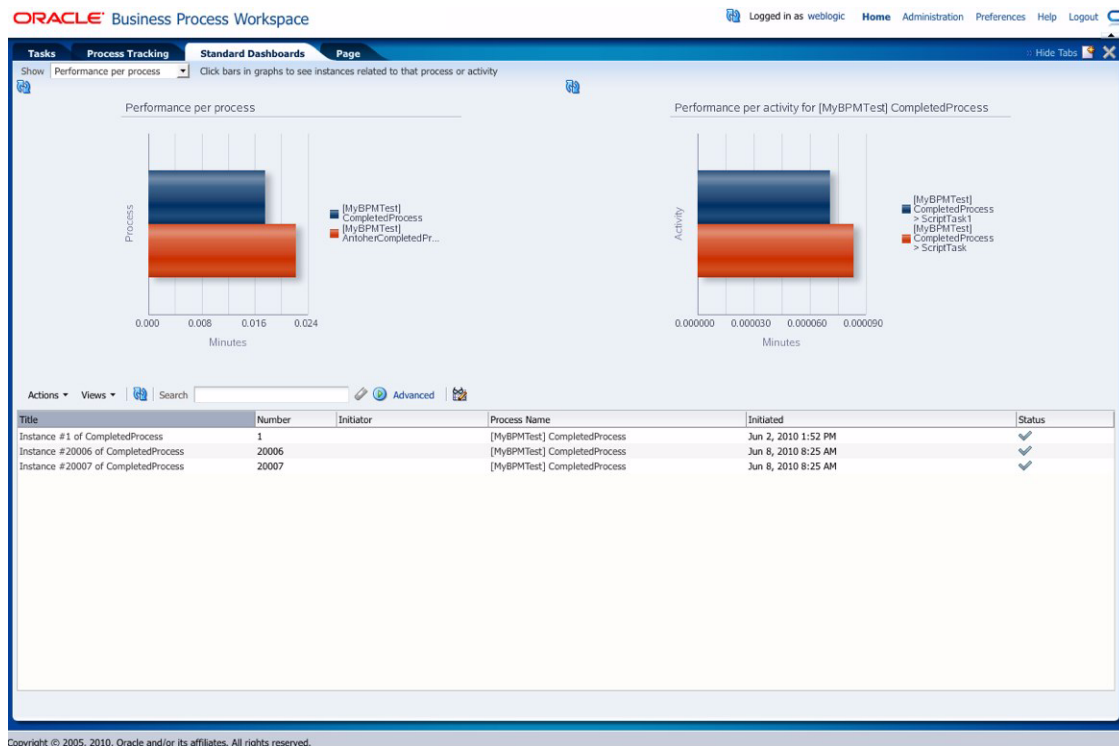 ORACLE Business Process Workspace
Logged in as weblogic Home Administration Preferences Help Logout
Tasks Process Tracking Standard Dashboards Page
:: Hide Tabs
Show Performance per process Click bars in graphs to see instances related to that process or activity
Performance per process
Process
[MyBPMTest]
CompletedProcess
[MyBPMTest]
AntoherCompletedPr...
0.000 0.008 0.016 0.024
Minutes
Performance per activity for [MyBPMTest] CompletedProcess
Activity
[MyBPMTest]
CompletedProcess
> ScriptTask1
[MyBPMTest]
CompletedProcess
> ScriptTask
0.000000 0.000030 0.000060 0.000090
Minutes
Actions Views Search Advanced
Title Number Initiator Process Name Initiated Status
Instance #1 of CompletedProcess 1 [MyBPMTest] CompletedProcess Jun 2, 2010 1:52 PM
Instance #20006 of CompletedProcess 20006 [MyBPMTest] CompletedProcess Jun 8, 2010 8:25 AM
Instance #20007 of CompletedProcess 20007 [MyBPMTest] CompletedProcess Jun 8, 2010 8:25 AM
Copyright © 2005, 2010, Oracle and/or its affiliates. All rights reserved.